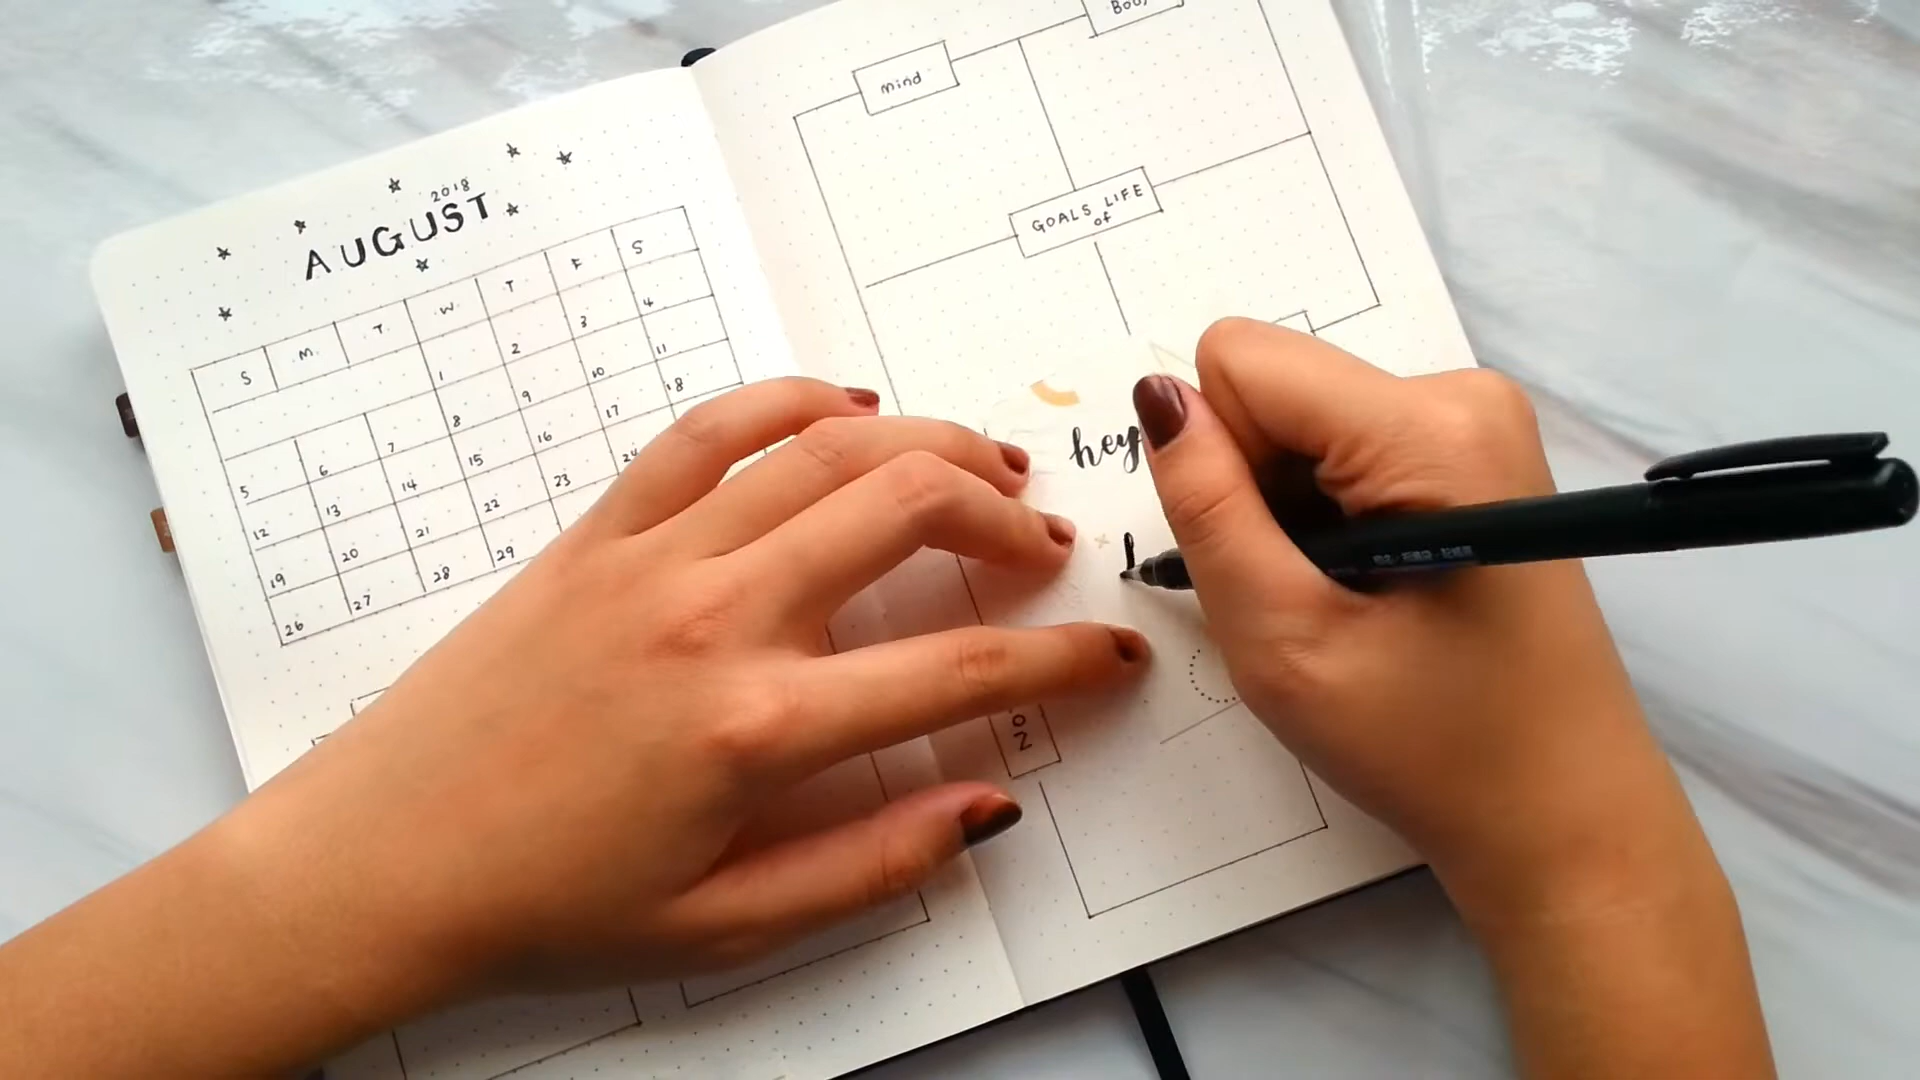 2018
AUGUST
S M T W T F S
1 2 3 4
5 6 7 8 9 10 11
12 13 14 15 16 17 18
19 20 21 22 23 24
26 27 28 29
mind
GOALS LIFE
of
hey